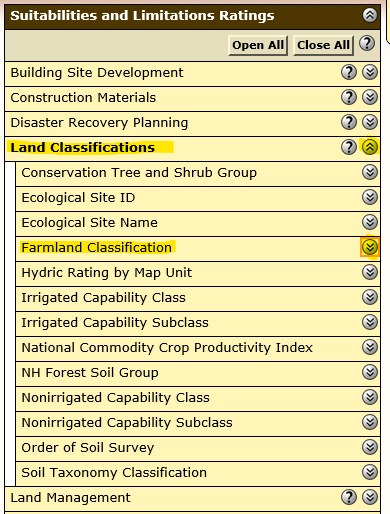 Suitabilities and Limitations Ratings
Open All Close All ?
Building Site Development ?
Construction Materials ?
Disaster Recovery Planning ?
Land Classifications ?
Conservation Tree and Shrub Group
Ecological Site ID
Ecological Site Name
Farmland Classification
Hydric Rating by Map Unit
Irrigated Capability Class
Irrigated Capability Subclass
National Commodity Crop Productivity Index
NH Forest Soil Group
Nonirrigated Capability Class
Nonirrigated Capability Subclass
Order of Soil Survey
Soil Taxonomy Classification
Land Management ?